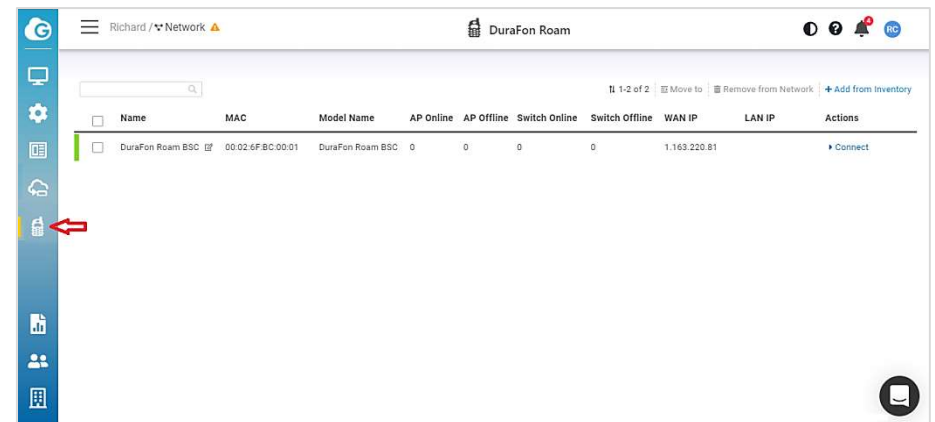 Richard / Network
DuraFon Roam
4
RC
1-2 of 2 Move to Remove from Network + Add from Inventory
Name MAC Model Name AP Online AP Offline Switch Online Switch Offline WAN IP LAN IP Actions
DuraFon Roam BSC 00:02:6F:BC:00:01 DuraFon Roam BSC 0 0 0 0 1.163.220.81 Connect